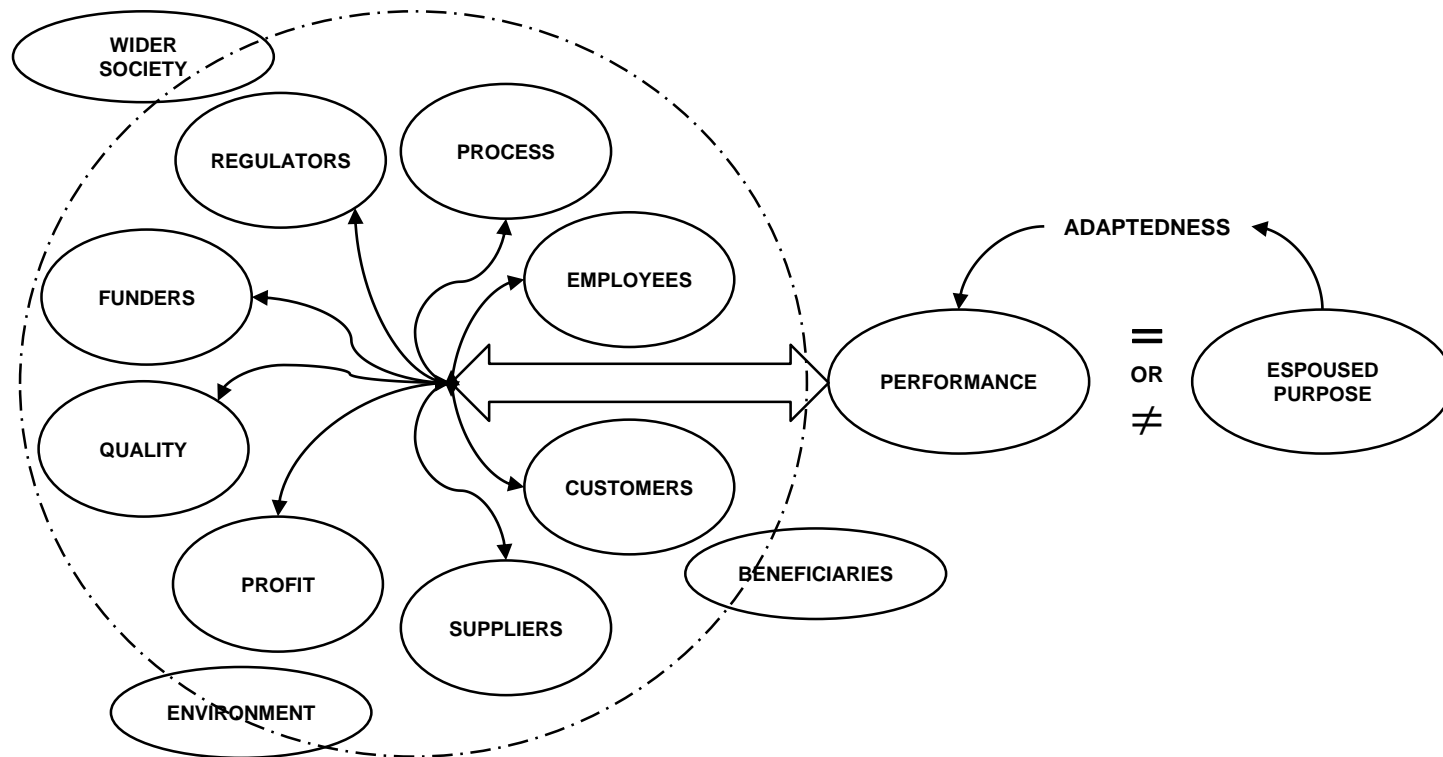 WIDER
SOCIETY
REGULATORS
PROCESS
FUNDERS
EMPLOYEES
ADAPTEDNESS
QUALITY
PERFORMANCE
=
OR
≠
ESPOUSED
PURPOSE
CUSTOMERS
PROFIT
SUPPLIERS
BENEFICIARIES
ENVIRONMENT